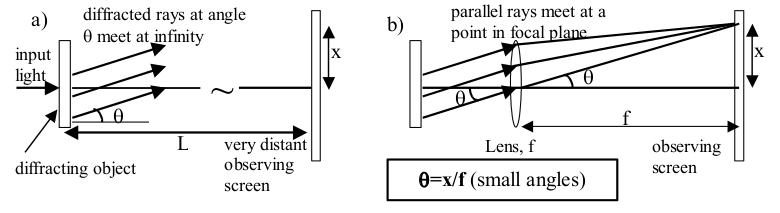 a)
diffracted rays at angle
θ meet at infinity
input
light
x
θ
L
diffracting object
very distant
observing
screen
b)
parallel rays meet at a
point in focal plane
x
θ
θ
f
Lens, f
observing
screen
θ=x/f (small angles)